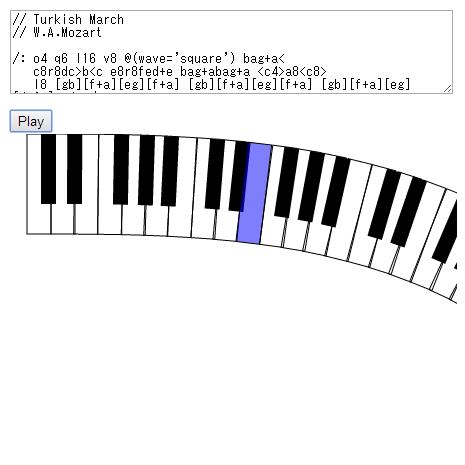 // Turkish March
// W.A.Mozart
/: o4 q6 l16 v8 @(wave='square') bag+a<
c8r8dc>b<c e8r8fed+e bag+abag+a <c4>a8<c8>
l8 [gb][f+a][eg][f+a] [gb][f+a][eg][f+a] [gb][f+a][eg]
Play